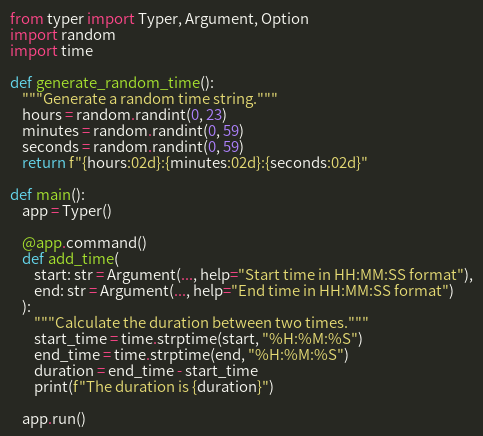 from typer import Typer, Argument, Option
import random
import time

def generate_random_time():
    """Generate a random time string."""
    hours = random.randint(0, 23)
    minutes = random.randint(0, 59)
    seconds = random.randint(0, 59)
    return f"{hours:02d}:{minutes:02d}:{seconds:02d}"

def main():
    app = Typer()

    @app.command()
    def add_time(
        start: str = Argument(..., help="Start time in HH:MM:SS format"),
        end: str = Argument(..., help="End time in HH:MM:SS format")
    ):
        """Calculate the duration between two times."""
        start_time = time.strptime(start, "%H:%M:%S")
        end_time = time.strptime(end, "%H:%M:%S")
        duration = end_time - start_time
        print(f"The duration is {duration}")

    app.run()